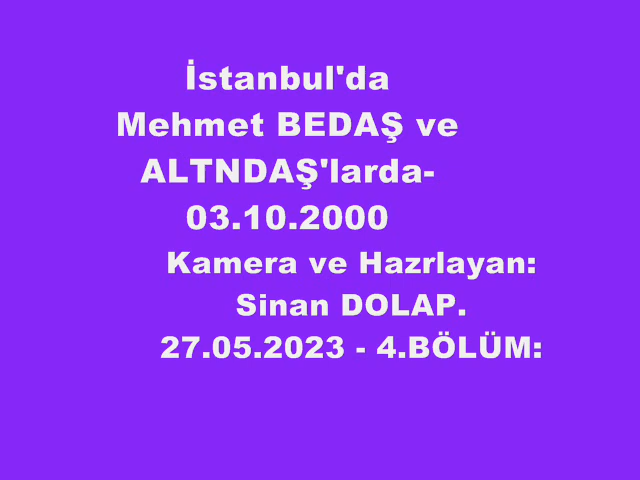 İstanbul'da
Mehmet BEDAŞ ve
ALTNDAŞ'larda-
03.10.2000
Kamera ve Hazrlayan:
Sinan DOLAP.
27.05.2023 - 4.BÖLÜM: